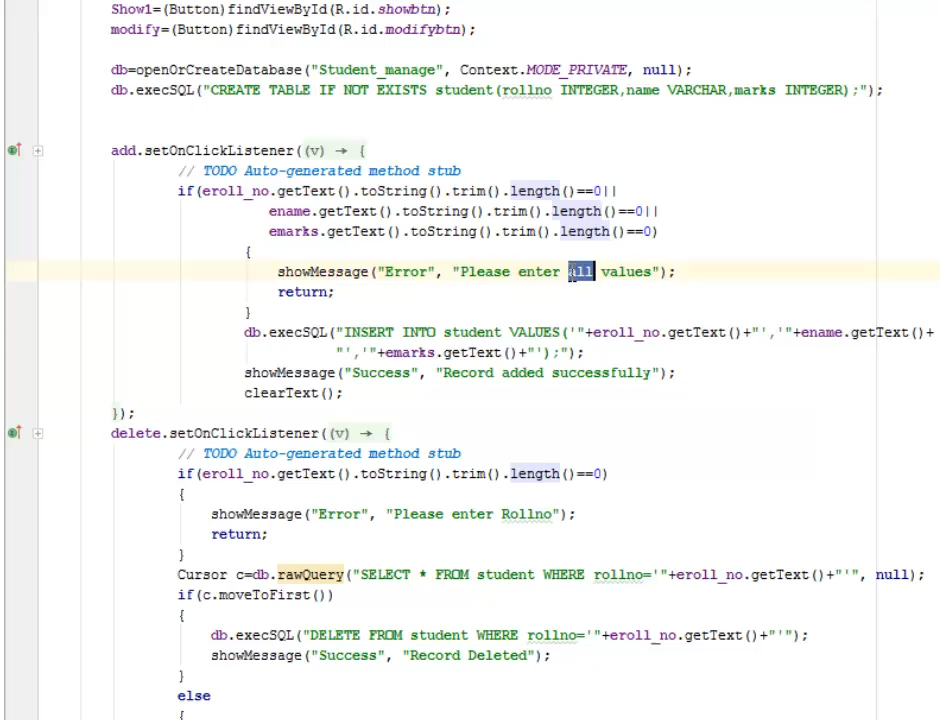 Show1=(Button)findViewById(R.id.showbtn);
modify=(Button)findViewById(R.id.modifybtn);
db=openOrCreateDatabase("Student_manage", Context.MODE_PRIVATE, null);
db.execSQL("CREATE TABLE IF NOT EXISTS student(rollno INTEGER,name VARCHAR,marks INTEGER);");
add.setOnClickListener((v) → {
// TODO Auto-generated method stub
if(eroll_no.getText().toString().trim().length()==0||
ename.getText().toString().trim().length()==0||
emarks.getText().toString().trim().length()==0)
{
showMessage("Error", "Please enter all values");
return;
}
db.execSQL("INSERT INTO student VALUES('"+eroll_no.getText()+"','"+ename.getText()+
"','"+emarks.getText()+"');");
showMessage("Success", "Record added successfully");
clearText();
});
delete.setOnClickListener((v) → {
// TODO Auto-generated method stub
if(eroll_no.getText().toString().trim().length()==0)
{
showMessage("Error", "Please enter Rollno");
return;
}
Cursor c=db.rawQuery("SELECT * FROM student WHERE rollno='"+eroll_no.getText()+"'", null);
if(c.moveToFirst())
{
db.execSQL("DELETE FROM student WHERE rollno='"+eroll_no.getText()+"'");
showMessage("Success", "Record Deleted");
}
else
{